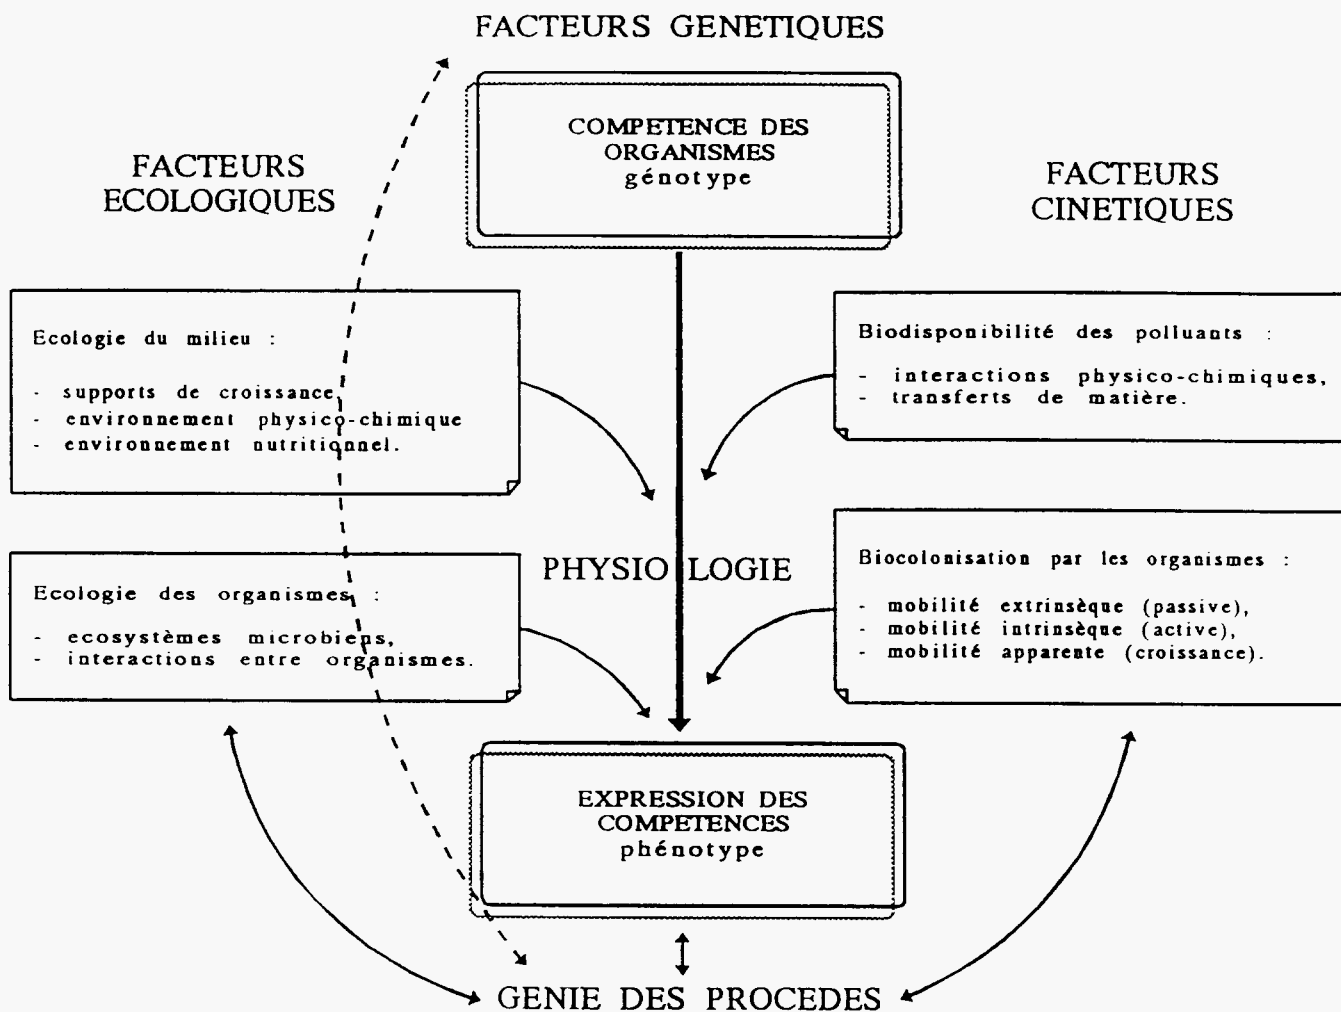 FACTEURS GENETIQUES
COMPETENCE DES
ORGANISMES
génotype
FACTEURS
ECOLOGIQUES
FACTEURS
CINETIQUES
Ecologie du milieu :
- supports de croissance,
- environnement physico-chimique
- environnement nutritionnel.
Biodisponibilité des polluants :
- interactions physico-chimiques,
- transferts de matière.
PHYSIOLOGIE
Ecologie des organismes :
- ecosystèmes microbiens,
- interactions entre organismes.
Biocolonisation par les organismes :
- mobilité extrinsèque (passive),
- mobilité intrinsèque (active),
- mobilité apparente (croissance).
EXPRESSION DES
COMPETENCES
phénotype
GENIE DES PROCEDES